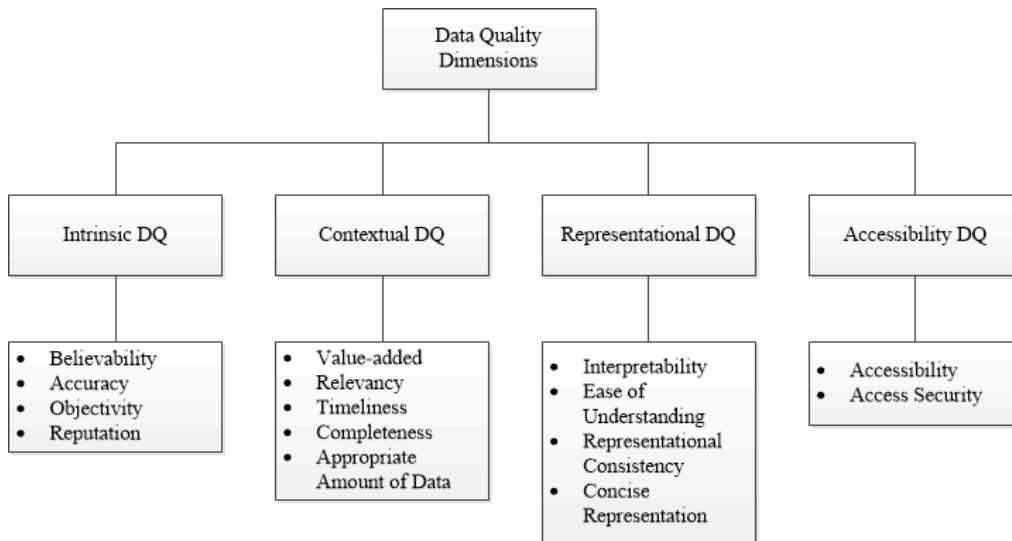 Data Quality
Dimensions
Intrinsic DQ
Contextual DQ
Representational DQ
Accessibility DQ
• Believability
• Accuracy
• Objectivity
• Reputation
• Value-added
• Relevancy
• Timeliness
• Completeness
• Appropriate
Amount of Data
• Interpretability
• Ease of
Understanding
• Representational
Consistency
• Concise
Representation
• Accessibility
• Access Security